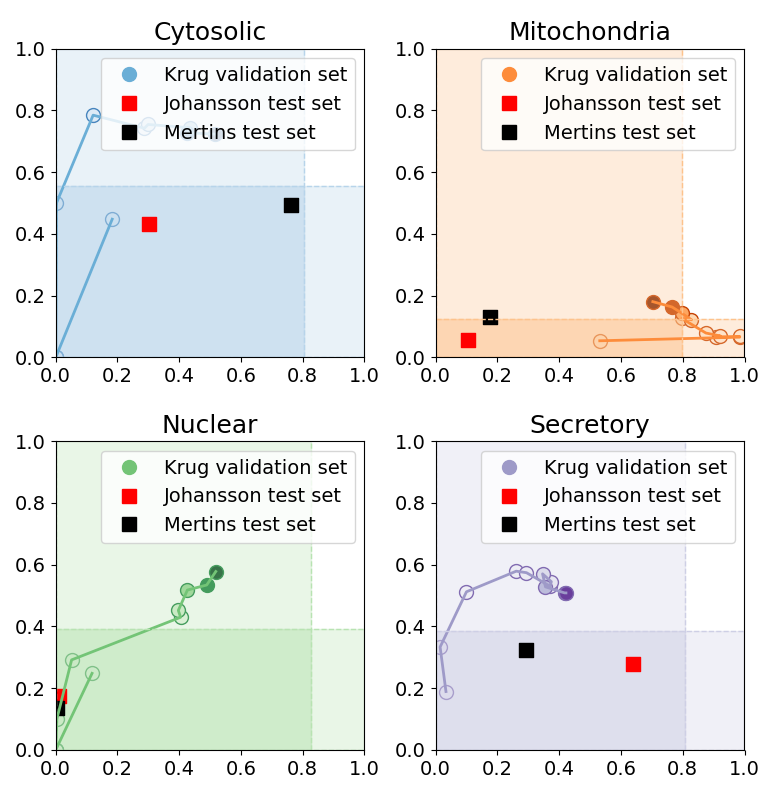 Cytosolic
1.0
0.8
0.6
0.4
0.2
0.0
0.0 0.2 0.4 0.6 0.8 1.0
Krug validation set
Johansson test set
Mertins test set
Mitochondria
1.0
0.8
0.6
0.4
0.2
0.0
0.0 0.2 0.4 0.6 0.8 1.0
Krug validation set
Johansson test set
Mertins test set
Nuclear
1.0
0.8
0.6
0.4
0.2
0.0
0.0 0.2 0.4 0.6 0.8 1.0
Krug validation set
Johansson test set
Mertins test set
Secretory
1.0
0.8
0.6
0.4
0.2
0.0
0.0 0.2 0.4 0.6 0.8 1.0
Krug validation set
Johansson test set
Mertins test set